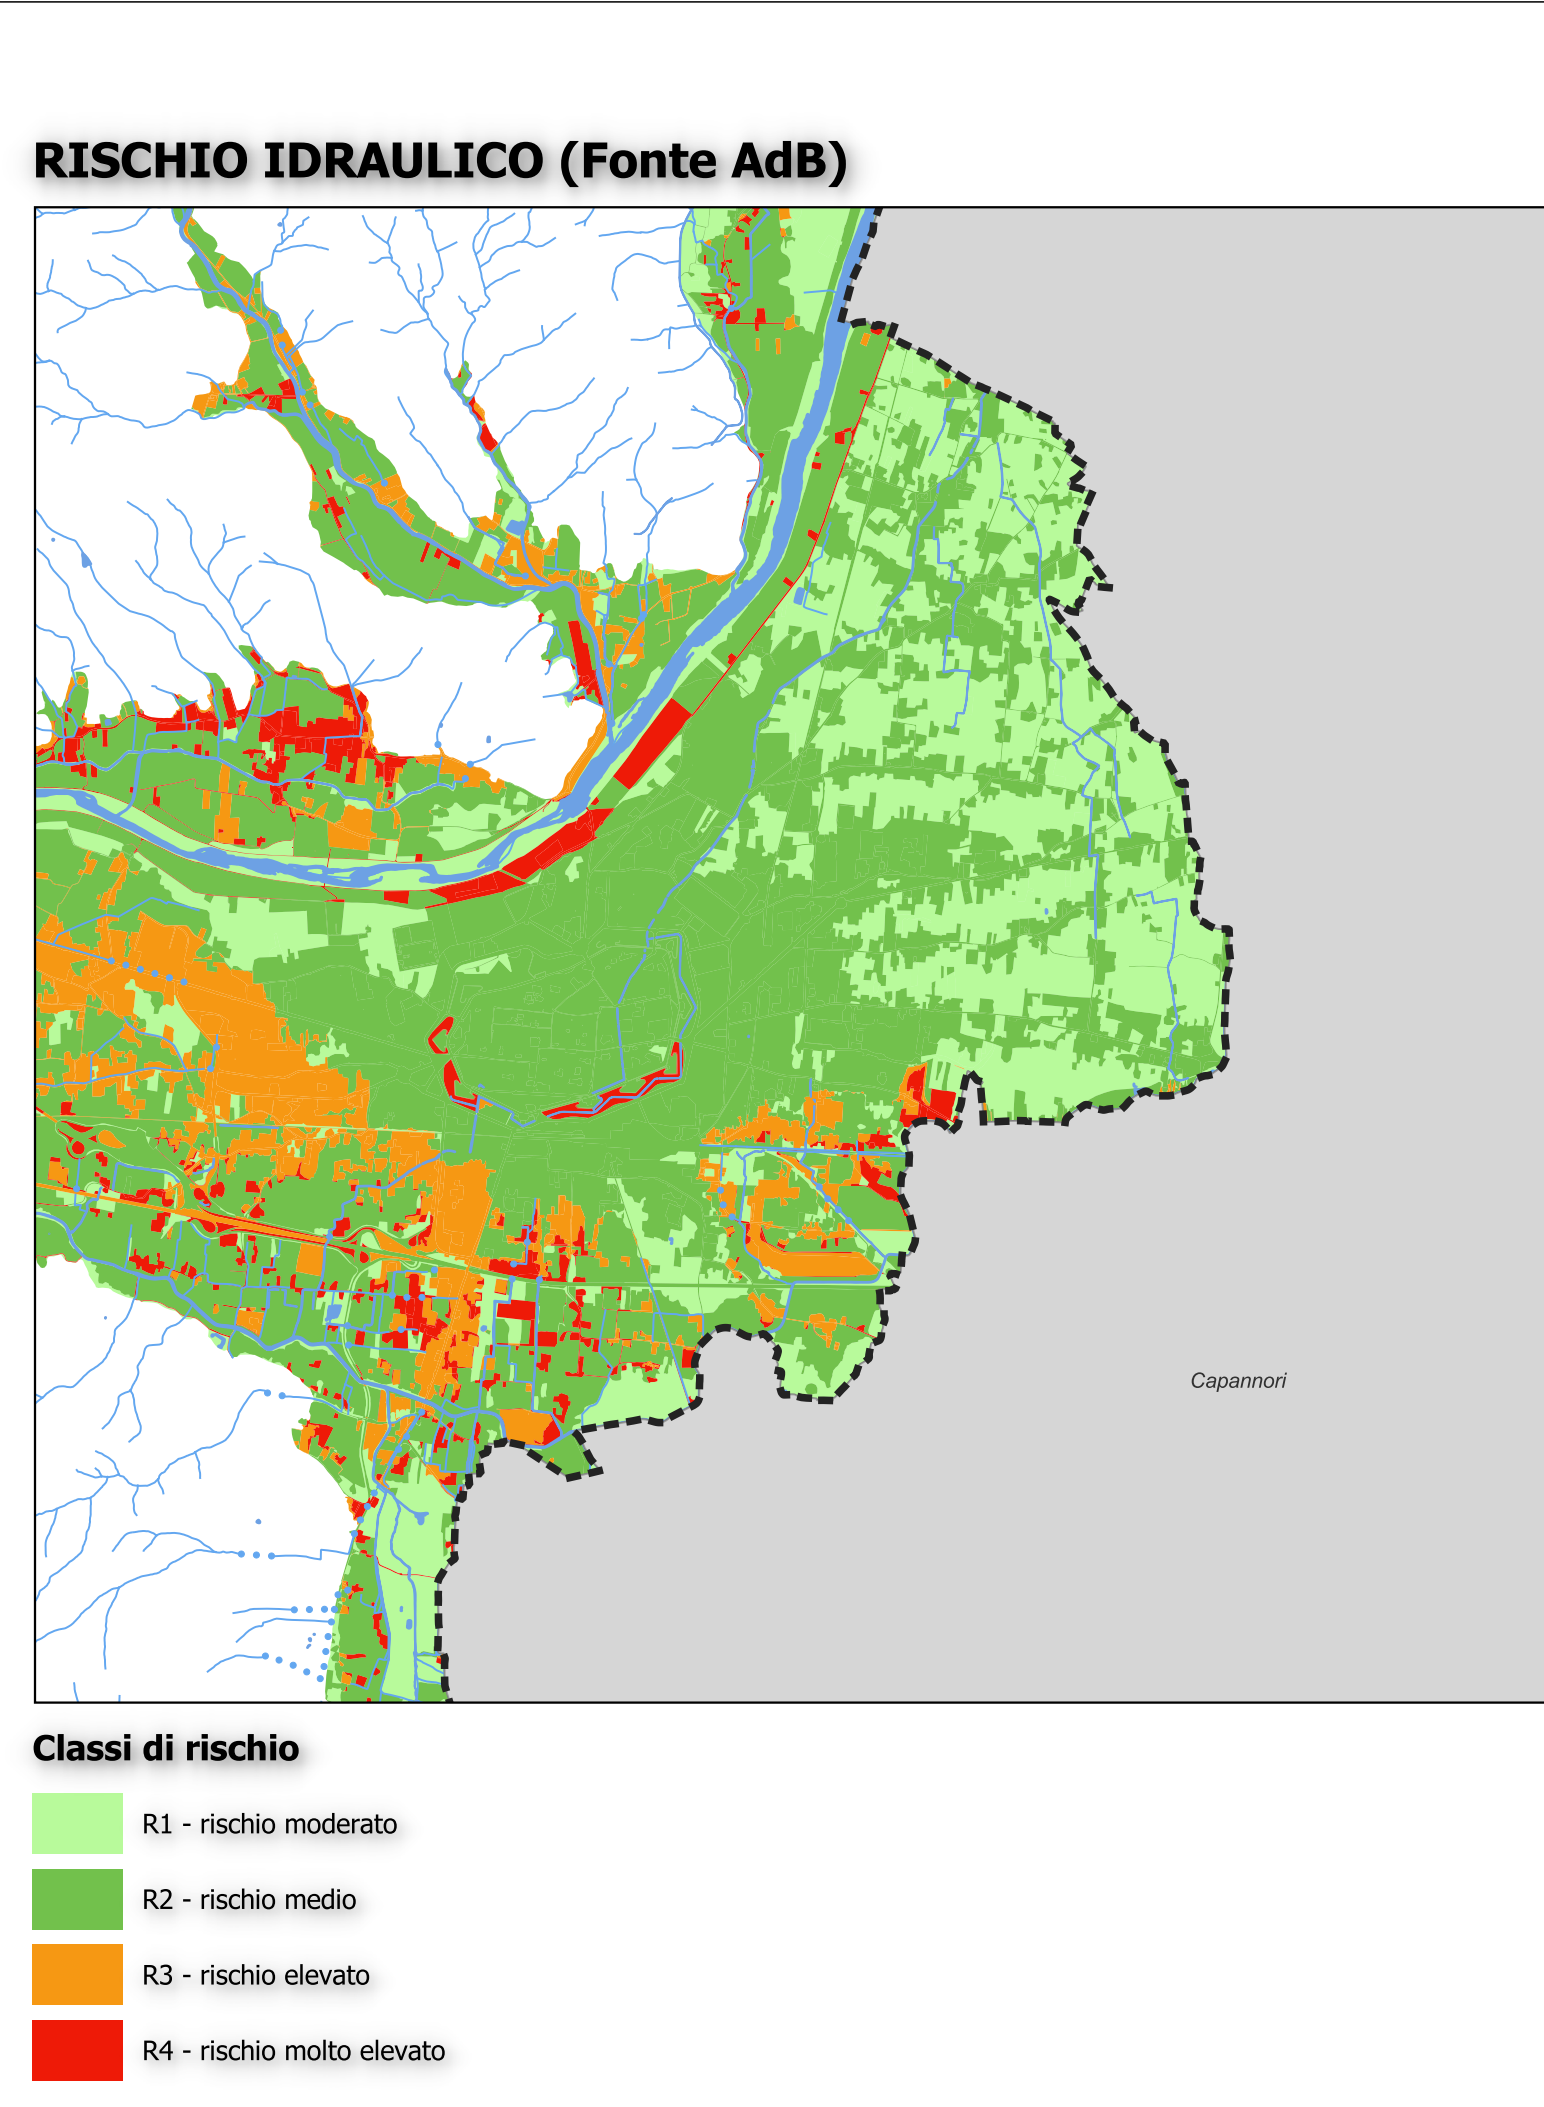 RISCHIO IDRAULICO (Fonte AdB)
Capannori
Classi di rischio
R1 - rischio moderato
R2 - rischio medio
R3 - rischio elevato
R4 - rischio molto elevato